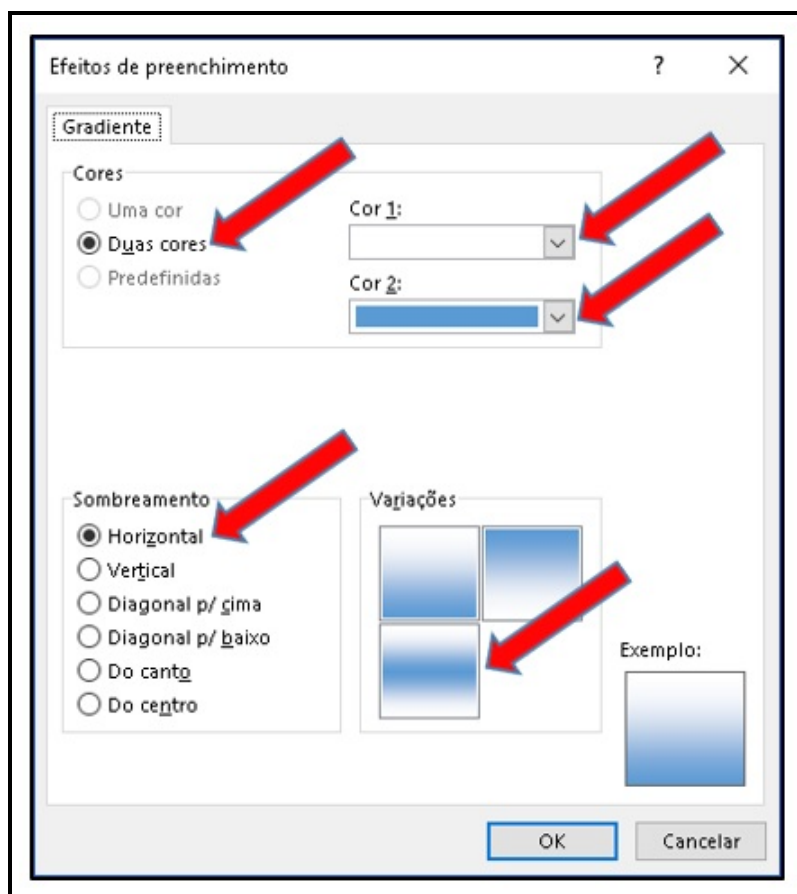 Efeitos de preenchimento ? X
Gradiente
Cores
Uma cor
Duas cores
Predefinidas
Cor 1:
Cor 2:
Sombreamento
Horizontal
Vertical
Diagonal p/ cima
Diagonal p/ baixo
Do canto
Do centro
Variações
Exemplo:
OK Cancelar